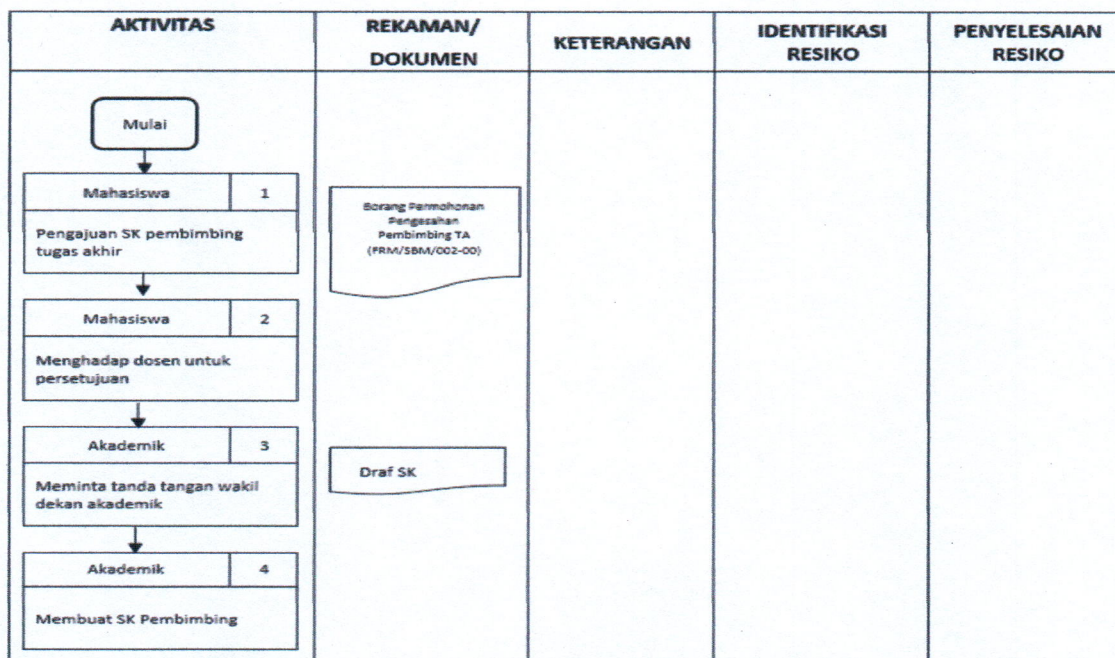 AKTIVITAS
REKAMAN/
DOKUMEN
KETERANGAN
IDENTIFIKASI
RESIKO
PENYELESAIAN
RESIKO
Mulai
Mahasiswa 1
Pengajuan SK pembimbing
tugas akhir
Borang Permohonan
Pengesahan
Pembimbing TA
(FRM/SBM/002-00)
Mahasiswa 2
Menghadap dosen untuk
persetujuan
Akademik 3
Meminta tanda tangan wakil
dekan akademik
Draf SK
Akademik 4
Membuat SK Pembimbing